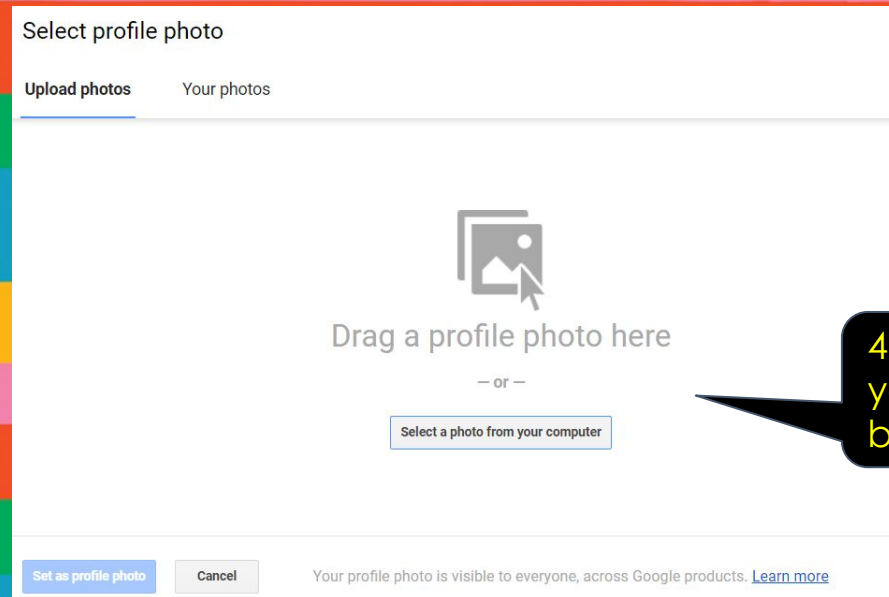 Select profile photo
Upload photos Your photos
Drag a profile photo here
— or —
Select a photo from your computer
4
y
b
Set as profile photo Cancel Your profile photo is visible to everyone, across Google products. Learn more